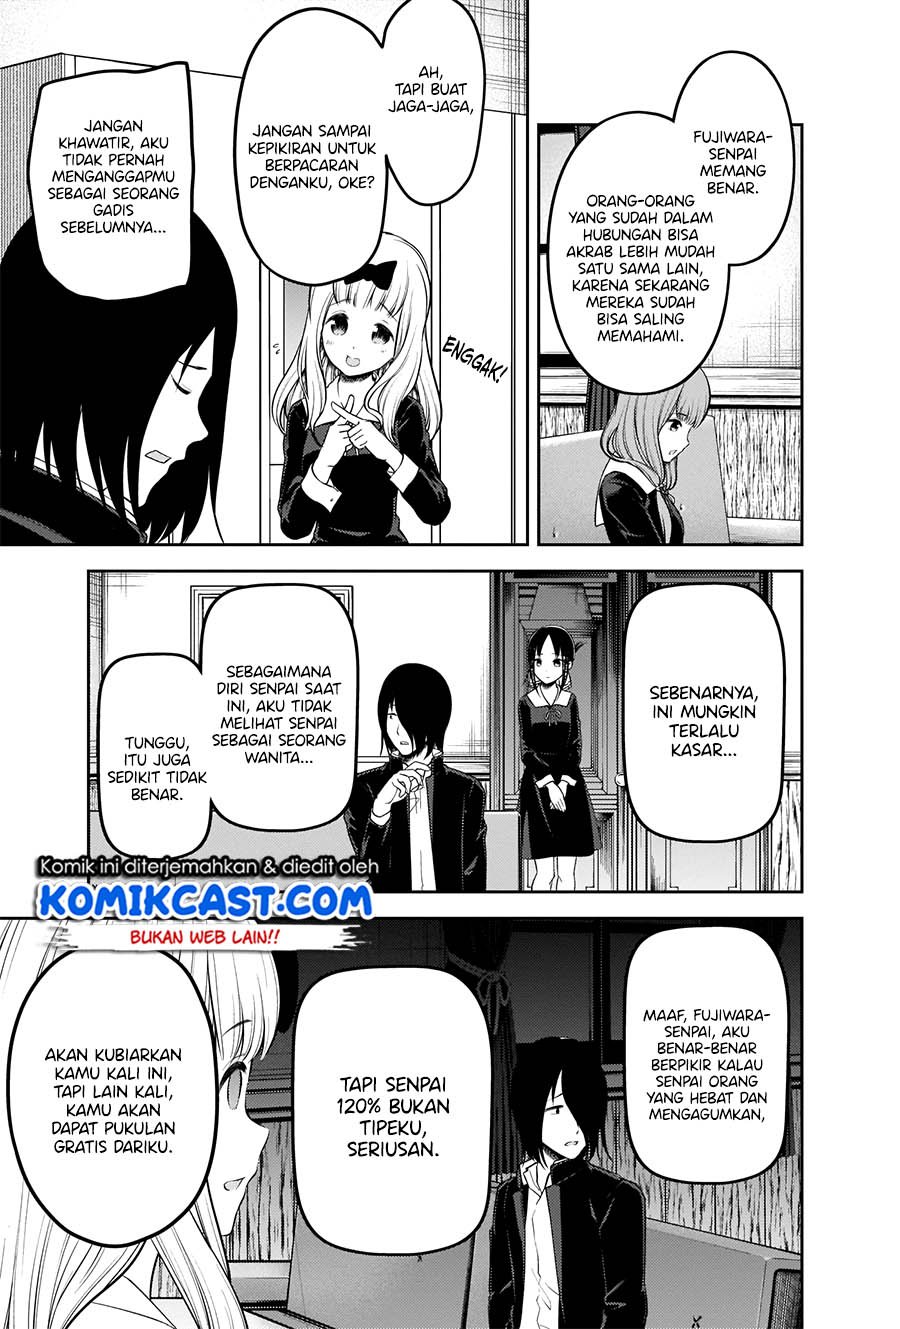 FUJIWARA-
SENPAI
MEMANG
BENAR.
ORANG-ORANG
YANG SUDAH DALAM
HUBUNGAN BISA
AKRAB LEBIH MUDAH
SATU SAMA LAIN,
KARENA SEKARANG
MEREKA SUDAH
BISA SALING
MEMAHAMI.
AH,
TAPI BUAT
JAGA-JAGA,
JANGAN SAMPAI
KEPIKIRAN UNTUK
BERPACARAN
DENGANKU, OKE?
ENGGAK!
JANGAN
KHAWATIR, AKU
TIDAK PERNAH
MENGANGGAPMU
SEBAGAI SEORANG
GADIS
SEBELUMNYA...
SEBENARNYA,
INI MUNGKIN
TERLALU
KASAR...
SEBAGAIMANA
DIRI SENPAI SAAT
INI, AKU TIDAK
MELIHAT SENPAI
SEBAGAI SEORANG
WANITA...
TUNGGU,
ITU JUGA
SEDIKIT TIDAK
BENAR.
Komik ini diterjemahkan & diedit oleh
KOMIKCAST.COM
BUKAN WEB LAIN!!
MAAF, FUJIWARA-
SENPAI, AKU
BENAR-BENAR
BERPIKIR KALAU
SENPAI ORANG
YANG HEBAT DAN
MENGAGUMKAN,
TAPI SENPAI
120% BUKAN
TIPEKU,
SERIUSAN.
AKAN KUBIARKAN
KAMU KALI INI,
TAPI LAIN KALI,
KAMU AKAN
DAPAT PUKULAN
GRATIS DARIKU.